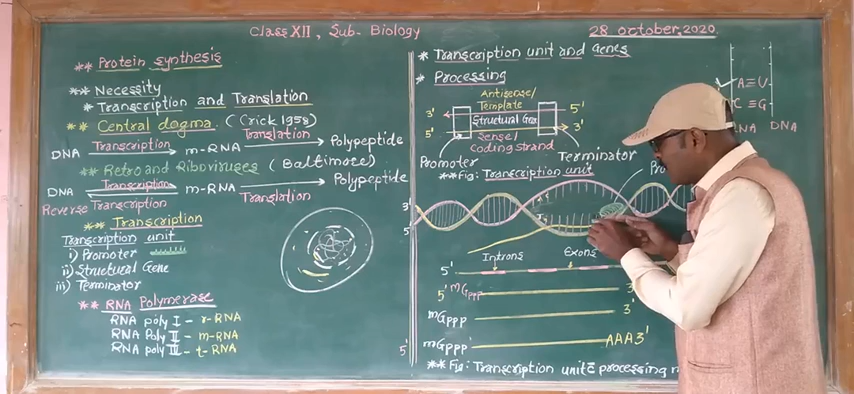 Class XII, Sub- Biology
28 october, 2020
** Protein synthesis
** Necessity
* Transcription and Translation
** Central dogma (Crick 1958)
DNA Transcription m-RNA Translation Polypeptide
** Retro and Riboviruses (Baltimore)
DNA Transcription m-RNA Polypeptide
Reverse Transcription Translation
** Transcription
Transcription unit
i) Promoter
ii) Structural Gene
iii) Terminator
** RNA Polymerase
RNA poly I - r-RNA
RNA Poly II - m-RNA
RNA poly III - t-RNA
* Transcription unit and Genes
* Processing
Antisense/
Template
3' 5'
Structural Gene
5' 3'
Sense/
Coding strand
Promoter Terminator
** Fig: Transcription unit
3'
5'
Introns Exons
5'
5' mGppp 3'
mGppp 3'
mGppp AAA3'
5'
** Fig: Transcription unit c̄ processing
A≡U
C≡G
DNA